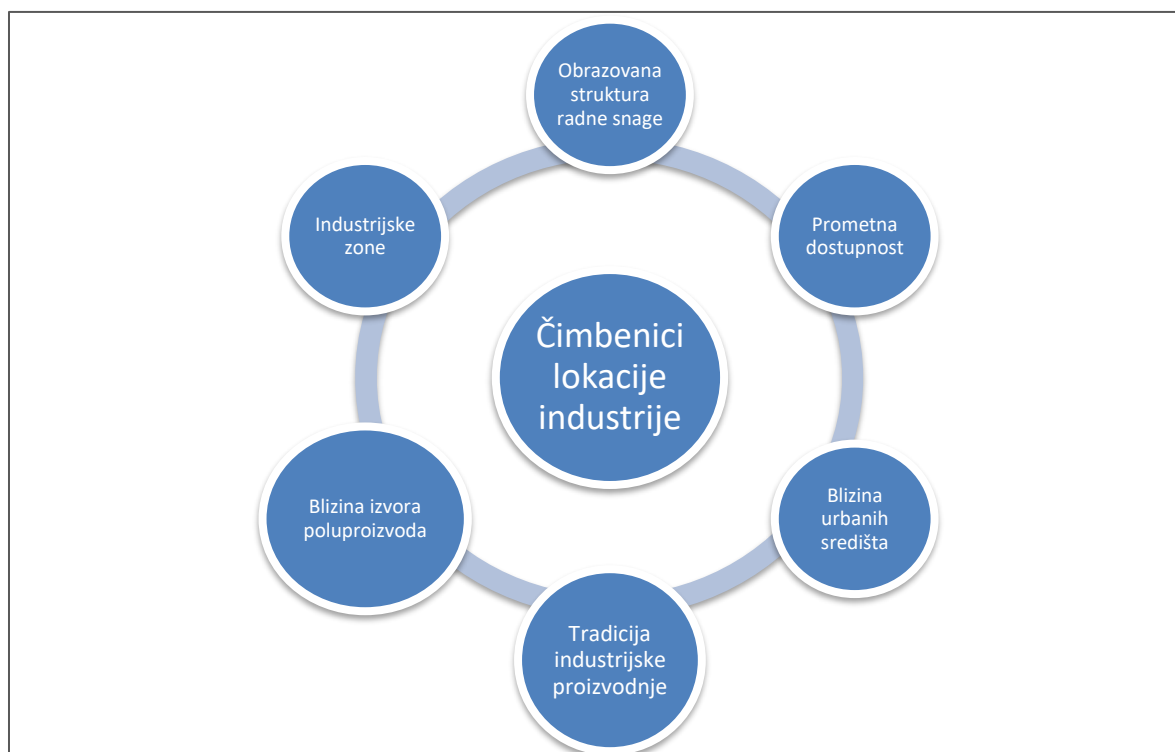 Obrazovana
struktura
radne snage
Prometna
dostupnost
Blizina
urbanih
središta
Tradicija
industrijske
proizvodnje
Blizina izvora
poluproizvoda
Industrijske
zone
Čimbenici
lokacije
industrije